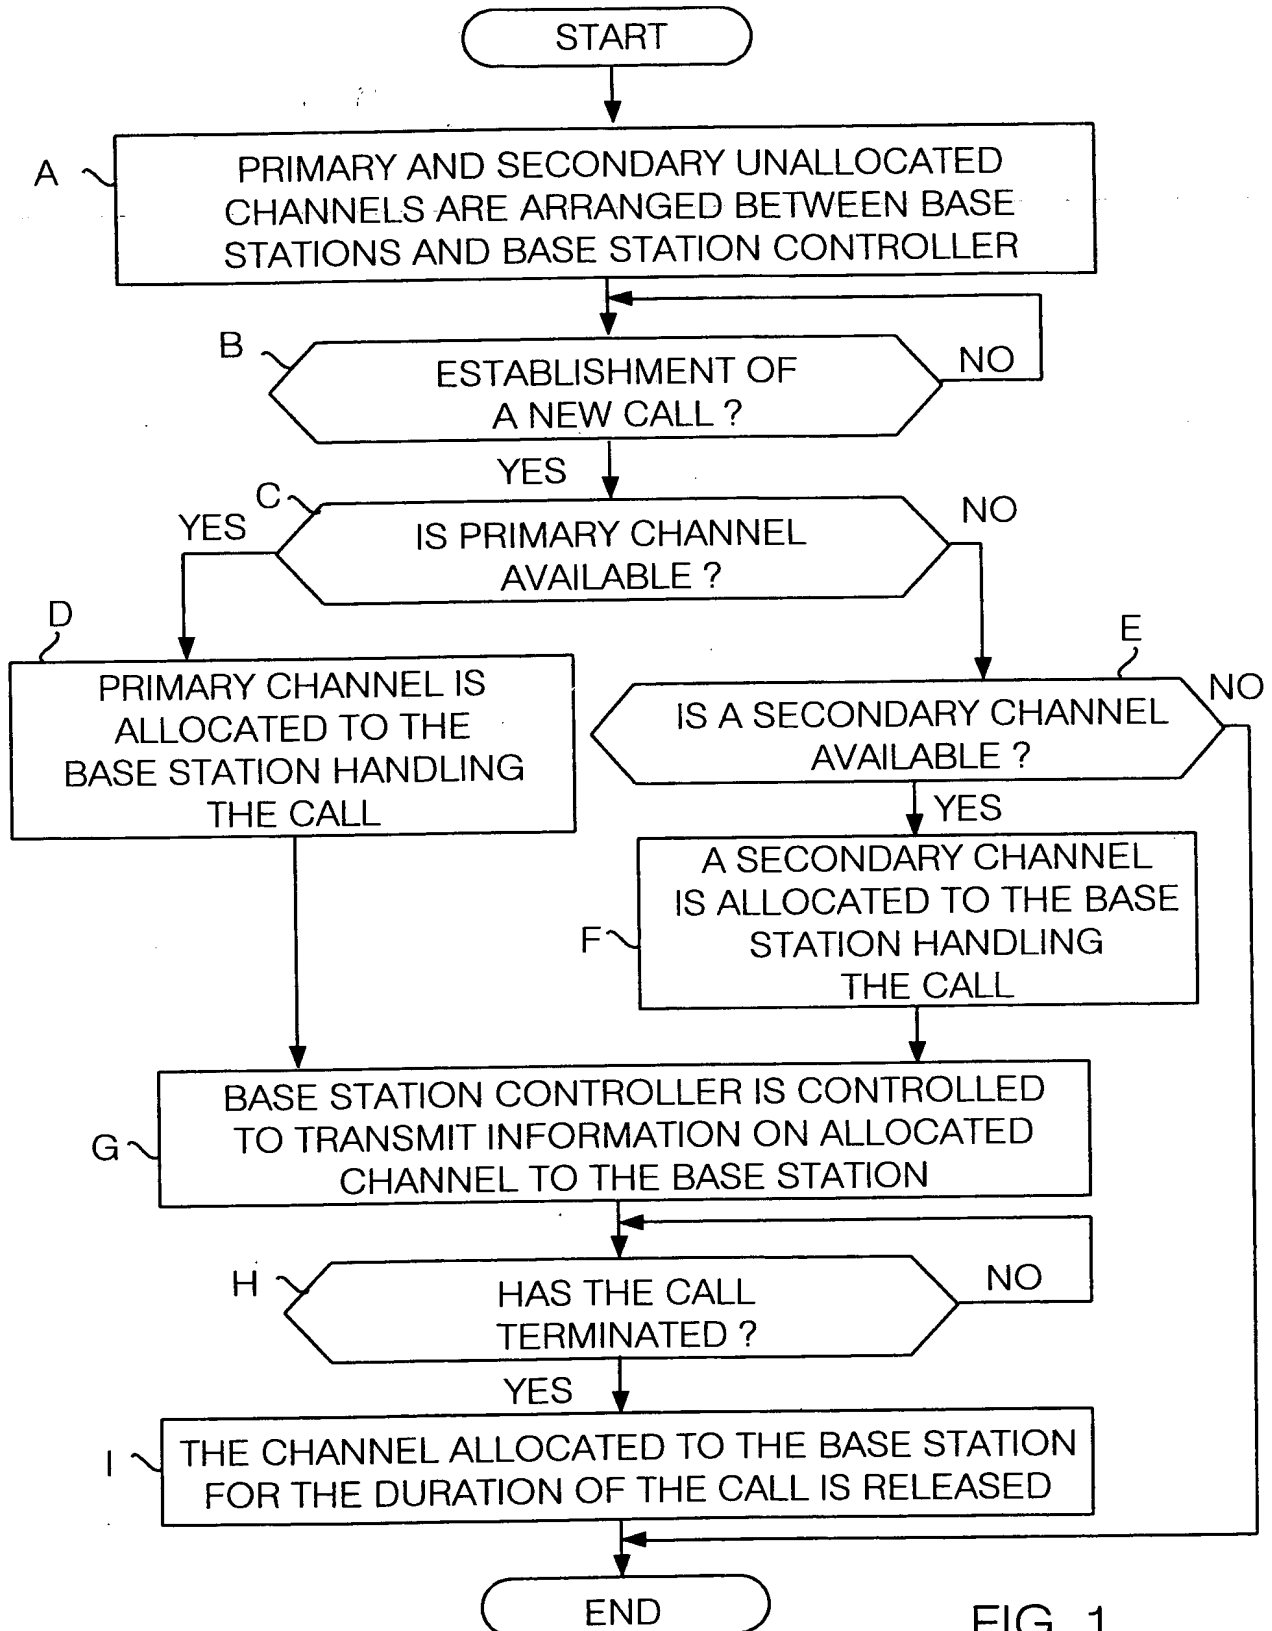 START
A
PRIMARY AND SECONDARY UNALLOCATED
CHANNELS ARE ARRANGED BETWEEN BASE
STATIONS AND BASE STATION CONTROLLER
B
ESTABLISHMENT OF
A NEW CALL ?
NO
YES
C
YES
IS PRIMARY CHANNEL
AVAILABLE ?
NO
D
PRIMARY CHANNEL IS
ALLOCATED TO THE
BASE STATION HANDLING
THE CALL
E
IS A SECONDARY CHANNEL
AVAILABLE ?
NO
YES
F
A SECONDARY CHANNEL
IS ALLOCATED TO THE BASE
STATION HANDLING
THE CALL
G
BASE STATION CONTROLLER IS CONTROLLED
TO TRANSMIT INFORMATION ON ALLOCATED
CHANNEL TO THE BASE STATION
H
HAS THE CALL
TERMINATED ?
NO
YES
I
THE CHANNEL ALLOCATED TO THE BASE STATION
FOR THE DURATION OF THE CALL IS RELEASED
END
FIG. 1